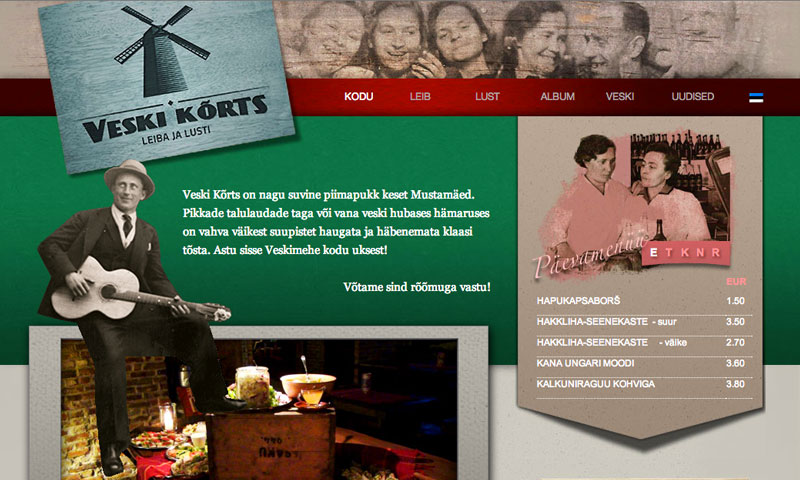 VESKI KÕRTS
LEIBA JA LUSTI
KODU LEIB LUST ALBUM VESKI UUDISED
Veski Kõrts on nagu suvine piimapukk keset Mustamäed.
Pikkade talulaudade taga või vana veski hubases hämaruses
on vahva väikest suupistet haugata ja häbenemata klaasi
tõsta. Astu sisse Veskimehe kodu uksest!
Võtame sind rõõmuga vastu!
Päevamenüü
E T K N R
EUR
HAPUKAPSABORŠ 1.50
HAKKLIHA-SEENEKASTE - suur 3.50
HAKKLIHA-SEENEKASTE - väike 2.70
KANA UNGARI MOODI 3.60
KALKUNIRAGUU KOHVIGA 3.80